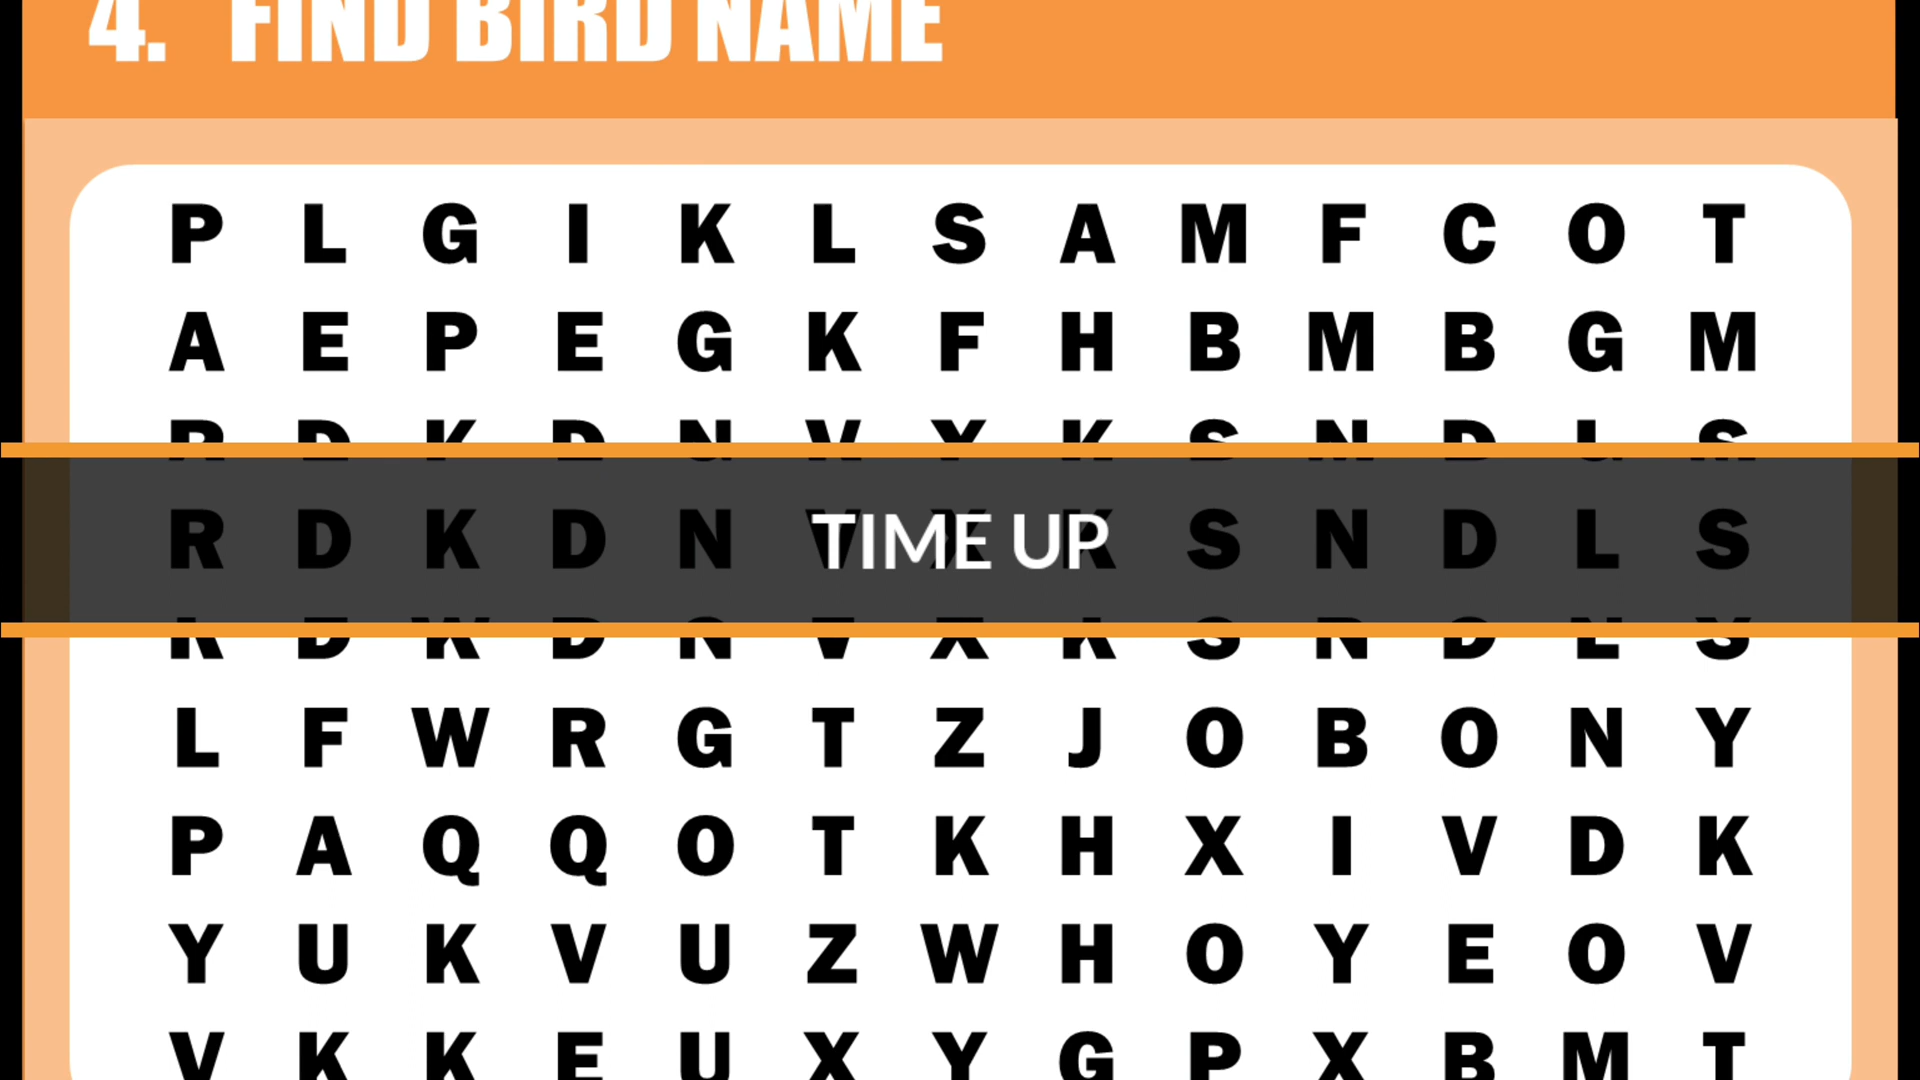 4. FIND BIRD NAME
P L G I K L S A M F C O T
A E P E G K F H B M B G M
R D K D N V X K S N D L S
TIME UP
L F W R G T Z J O B O N Y
P A Q Q O T K H X I V D K
Y U K V U Z W H O Y E O V
V K K E U X Y G P X B M T